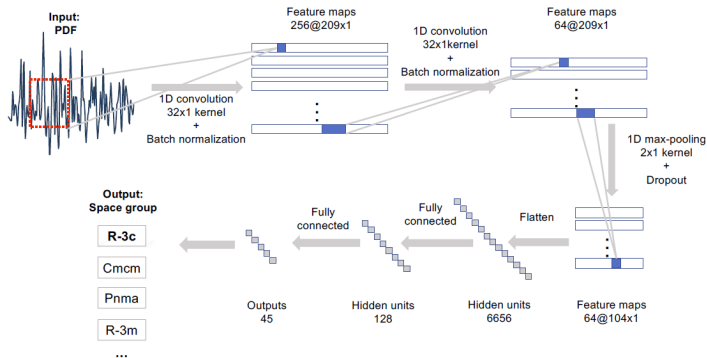 Input:
PDF
Feature maps
256@209x1
1D convolution
32x1kernel
+
Batch normalization
Feature maps
64@209x1
1D convolution
32x1 kernel
+
Batch normalization
1D max-pooling
2x1 kernel
+
Dropout
Output:
Space group
R-3c
Cmcm
Pnma
R-3m
...
Fully
connected
Fully
connected
Flatten
Outputs
45
Hidden units
128
Hidden units
6656
Feature maps
64@104x1